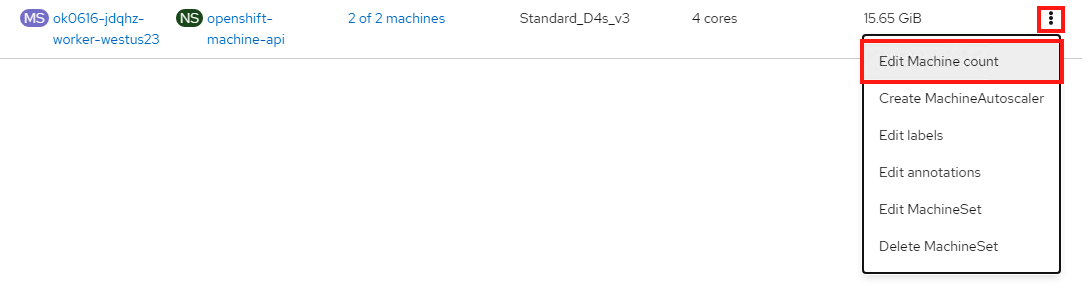 MS ok0616-jdqhz-worker-westus23 NS openshift-machine-api 2 of 2 machines Standard_D4s_v3 4 cores 15.65 GiB
Edit Machine count
Create MachineAutoscaler
Edit labels
Edit annotations
Edit MachineSet
Delete MachineSet